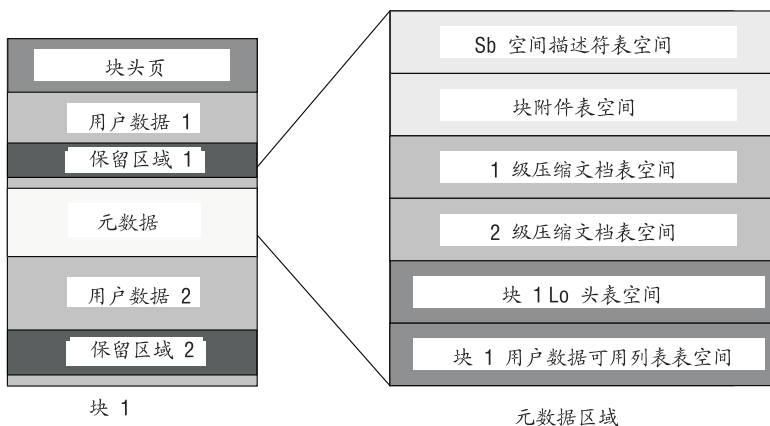 块头页
用户数据 1
保留区域 1
元数据
用户数据 2
保留区域 2
块 1
Sb 空间描述符表空间
块附件表空间
1 级压缩文档表空间
2 级压缩文档表空间
块 1 Lo 头表空间
块 1 用户数据可用列表表空间
元数据区域